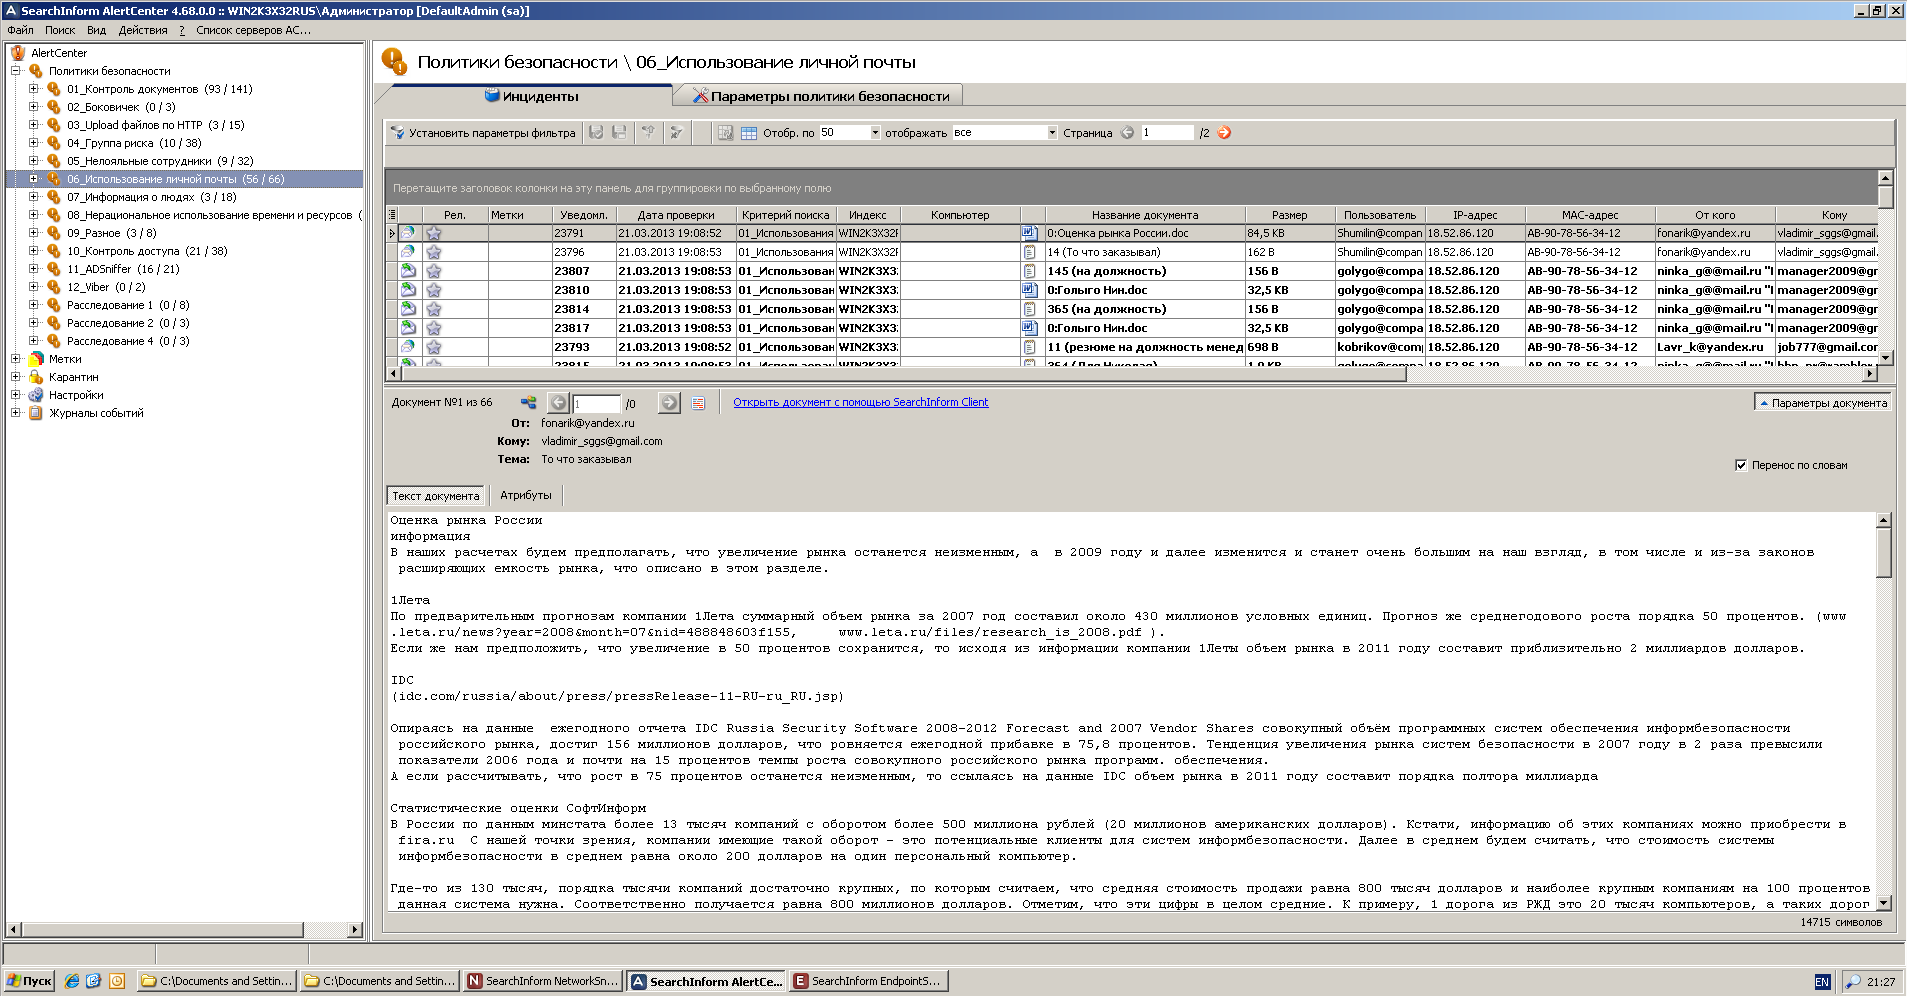 SearchInform AlertCenter 4.68.0.0 :: WIN2K3X32RUS\Администратор [DefaultAdmin (sa)]
Файл Поиск Вид Действия ? Список серверов AC...
AlertCenter
Политики безопасности
01_Контроль документов (93 / 141)
02_Боковичек (0 / 3)
03_Upload файлов по HTTP (3 / 15)
04_Группа риска (10 / 38)
05_Нелояльные сотрудники (9 / 32)
06_Использование личной почты (56 / 66)
07_Информация о людях (3 / 18)
08_Нерациональное использование времени и ресурсов (
09_Разное (3 / 8)
10_Контроль доступа (21 / 38)
11_ADSniffer (16 / 21)
12_Viber (0 / 2)
Расследование 1 (0 / 8)
Расследование 2 (0 / 3)
Расследование 4 (0 / 3)
Метки
Карантин
Настройки
Журналы событий
Политики безопасности \ 06_Использование личной почты
Инциденты Параметры политики безопасности
Установить параметры фильтра Отобр. по 50 отображать все Страница 1 /2
Перетащите заголовок колонки на эту панель для группировки по выбранному полю
Рел. Метки Уведомл. Дата проверки Критерий поиска Индекс Компьютер Название документа Размер Пользователь IP-адрес MAC-адрес От кого Кому
23791 21.03.2013 19:08:52 01_Использования WIN2K3X32F 0:Оценка рынка России.doc 84,5 KB Shumilin@compan 18.52.86.120 AB-90-78-56-34-12 fonarik@yandex.ru vladimir_sggs@gmail.
23796 21.03.2013 19:08:53 01_Использования WIN2K3X32F 14 (То что заказывал) 162 B Shumilin@compan 18.52.86.120 AB-90-78-56-34-12 fonarik@yandex.ru vladimir_sggs@gmail.
23807 21.03.2013 19:08:53 01_Использован WIN2K3X3: 145 (на должность) 156 B golygo@compa 18.52.86.120 AB-90-78-56-34-12 ninka_g@@mail.ru "I manager2009@gr
23810 21.03.2013 19:08:53 01_Использован WIN2K3X3: 0:Голыго Нин.doc 32,5 KB golygo@compa 18.52.86.120 AB-90-78-56-34-12 ninka_g@@mail.ru "I manager2009@gr
23814 21.03.2013 19:08:53 01_Использован WIN2K3X3: 365 (на должность) 156 B golygo@compa 18.52.86.120 AB-90-78-56-34-12 ninka_g@@mail.ru "I manager2009@gr
23817 21.03.2013 19:08:53 01_Использован WIN2K3X3: 0:Голыго Нин.doc 32,5 KB golygo@compa 18.52.86.120 AB-90-78-56-34-12 ninka_g@@mail.ru "I manager2009@gr
23793 21.03.2013 19:08:52 01_Использован WIN2K3X3: 11 (резюме на должность менед 698 B kobrikov@com 18.52.86.120 AB-90-78-56-34-12 Lavr_k@yandex.ru job777@gmail.cor
Документ №1 из 66 1 /0 Открыть документ с помощью SearchInform Client Параметры документа
От: fonarik@yandex.ru
Кому: vladimir_sggs@gmail.com
Тема: То что заказывал
Перенос по словам
Текст документа Атрибуты
Оценка рынка России
информация
В наших расчетах будем предполагать, что увеличение рынка останется неизменным, а в 2009 году и далее изменится и станет очень большим на наш взгляд, в том числе и из-за законов
расширяющих емкость рынка, что описано в этом разделе.
1Лета
По предварительным прогнозам компании 1Лета суммарный объем рынка за 2007 год составил около 430 миллионов условных единиц. Прогноз же среднегодового роста порядка 50 процентов. (www
.leta.ru/news?year=2008&month=07&nid=488848603f155, www.leta.ru/files/research_is_2008.pdf ).
Если же нам предположить, что увеличение в 50 процентов сохранится, то исходя из информации компании 1Леты объем рынка в 2011 году составит приблизительно 2 миллиардов долларов.
IDC
(idc.com/russia/about/press/pressRelease-11-RU-ru_RU.jsp)
Опираясь на данные ежегодного отчета IDC Russia Security Software 2008-2012 Forecast and 2007 Vendor Shares совокупный объём программных систем обеспечения информбезопасности
российского рынка, достиг 156 миллионов долларов, что ровняется ежегодной прибавке в 75,8 процентов. Тенденция увеличения рынка систем безопасности в 2007 году в 2 раза превысили
показатели 2006 года и почти на 15 процентов темпы роста совокупного российского рынка программ. обеспечения.
А если рассчитывать, что рост в 75 процентов останется неизменным, то ссылаясь на данные IDC объем рынка в 2011 году составит порядка полтора миллиарда
Статистические оценки СофтИнформ
В России по данным минстата более 13 тысяч компаний с оборотом более 500 миллиона рублей (20 миллионов американских долларов). Кстати, информацию об этих компаниях можно приобрести в
fira.ru С нашей точки зрения, компании имеющие такой оборот - это потенциальные клиенты для систем информбезопасности. Далее в среднем будем считать, что стоимость системы
информбезопасности в среднем равна около 200 долларов на один персональный компьютер.
Где-то из 130 тысяч, порядка тысячи компаний достаточно крупных, по которым считаем, что средняя стоимость продажи равна 800 тысяч долларов и наиболее крупным компаниям на 100 процентов
данная система нужна. Соответственно получается равна 800 миллионов долларов. Отметим, что эти цифры в целом средние. К примеру, 1 дорога из РЖД это 20 тысяч компьютеров, а таких дорог
14715 символов
Пуск C:\Documents and Settin... C:\Documents and Settin... SearchInform NetworkSn... SearchInform AlertCe... SearchInform EndpointS... EN 21:27